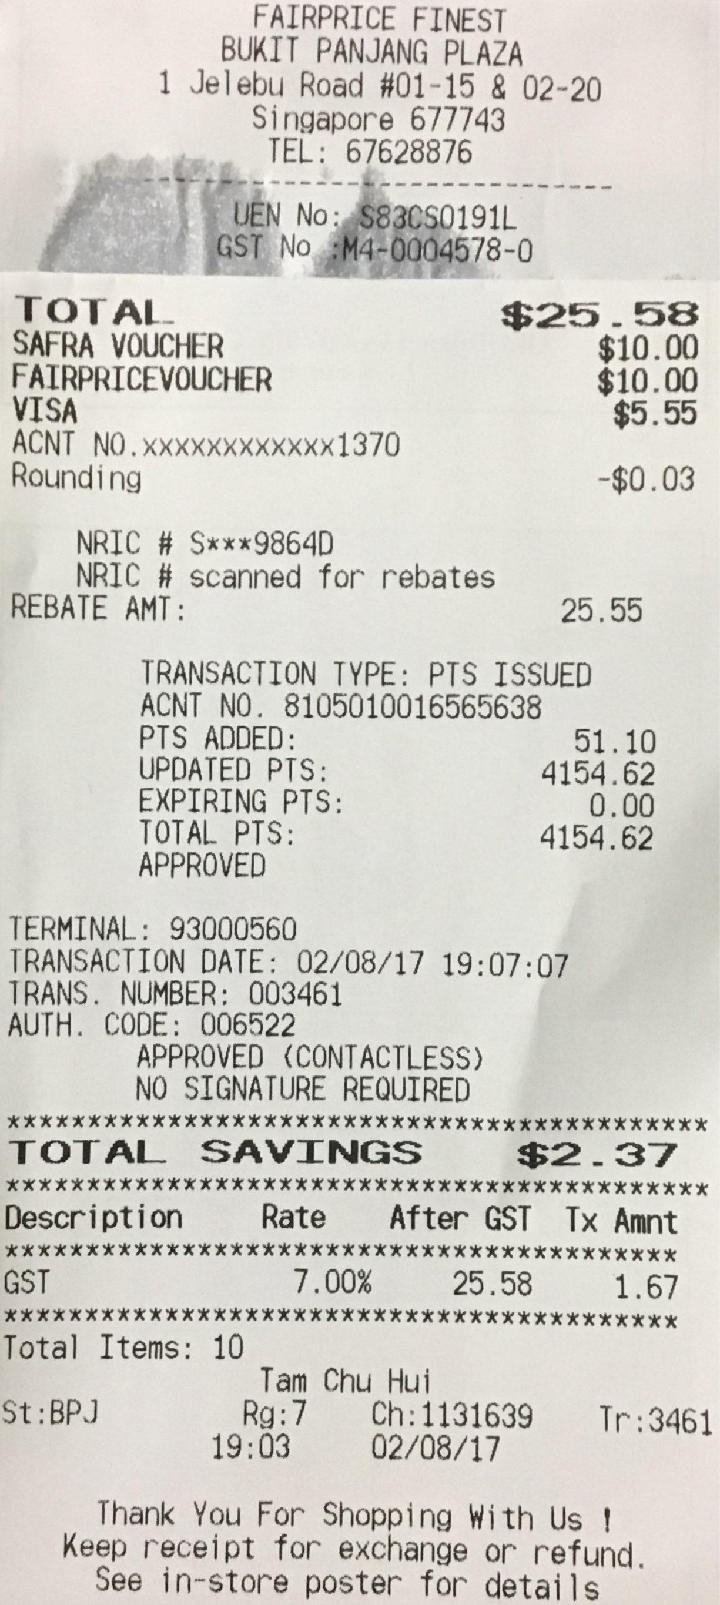 FAIRPRICE FINEST
BUKIT PANJANG PLAZA
1 Jelebu Road #01-15 & 02-20
Singapore 677743
TEL: 67628876
------------------------------
UEN No: S83CS0191L
GST No :M4-0004578-0
TOTAL $25.58
SAFRA VOUCHER $10.00
FAIRPRICEVOUCHER $10.00
VISA $5.55
ACNT NO.xxxxxxxxxxxx1370
Rounding -$0.03
NRIC # S***9864D
NRIC # scanned for rebates
REBATE AMT: 25.55
TRANSACTION TYPE: PTS ISSUED
ACNT NO. 8105010016565638
PTS ADDED: 51.10
UPDATED PTS: 4154.62
EXPIRING PTS: 0.00
TOTAL PTS: 4154.62
APPROVED
TERMINAL: 93000560
TRANSACTION DATE: 02/08/17 19:07:07
TRANS. NUMBER: 003461
AUTH. CODE: 006522
APPROVED (CONTACTLESS)
NO SIGNATURE REQUIRED
********************************************
TOTAL SAVINGS $2.37
********************************************
Description Rate After GST Tx Amnt
******************************************
GST 7.00% 25.58 1.67
******************************************
Total Items: 10
Tam Chu Hui
St:BPJ Rg:7 Ch:1131639 Tr:3461
19:03 02/08/17
Thank You For Shopping With Us !
Keep receipt for exchange or refund.
See in-store poster for details